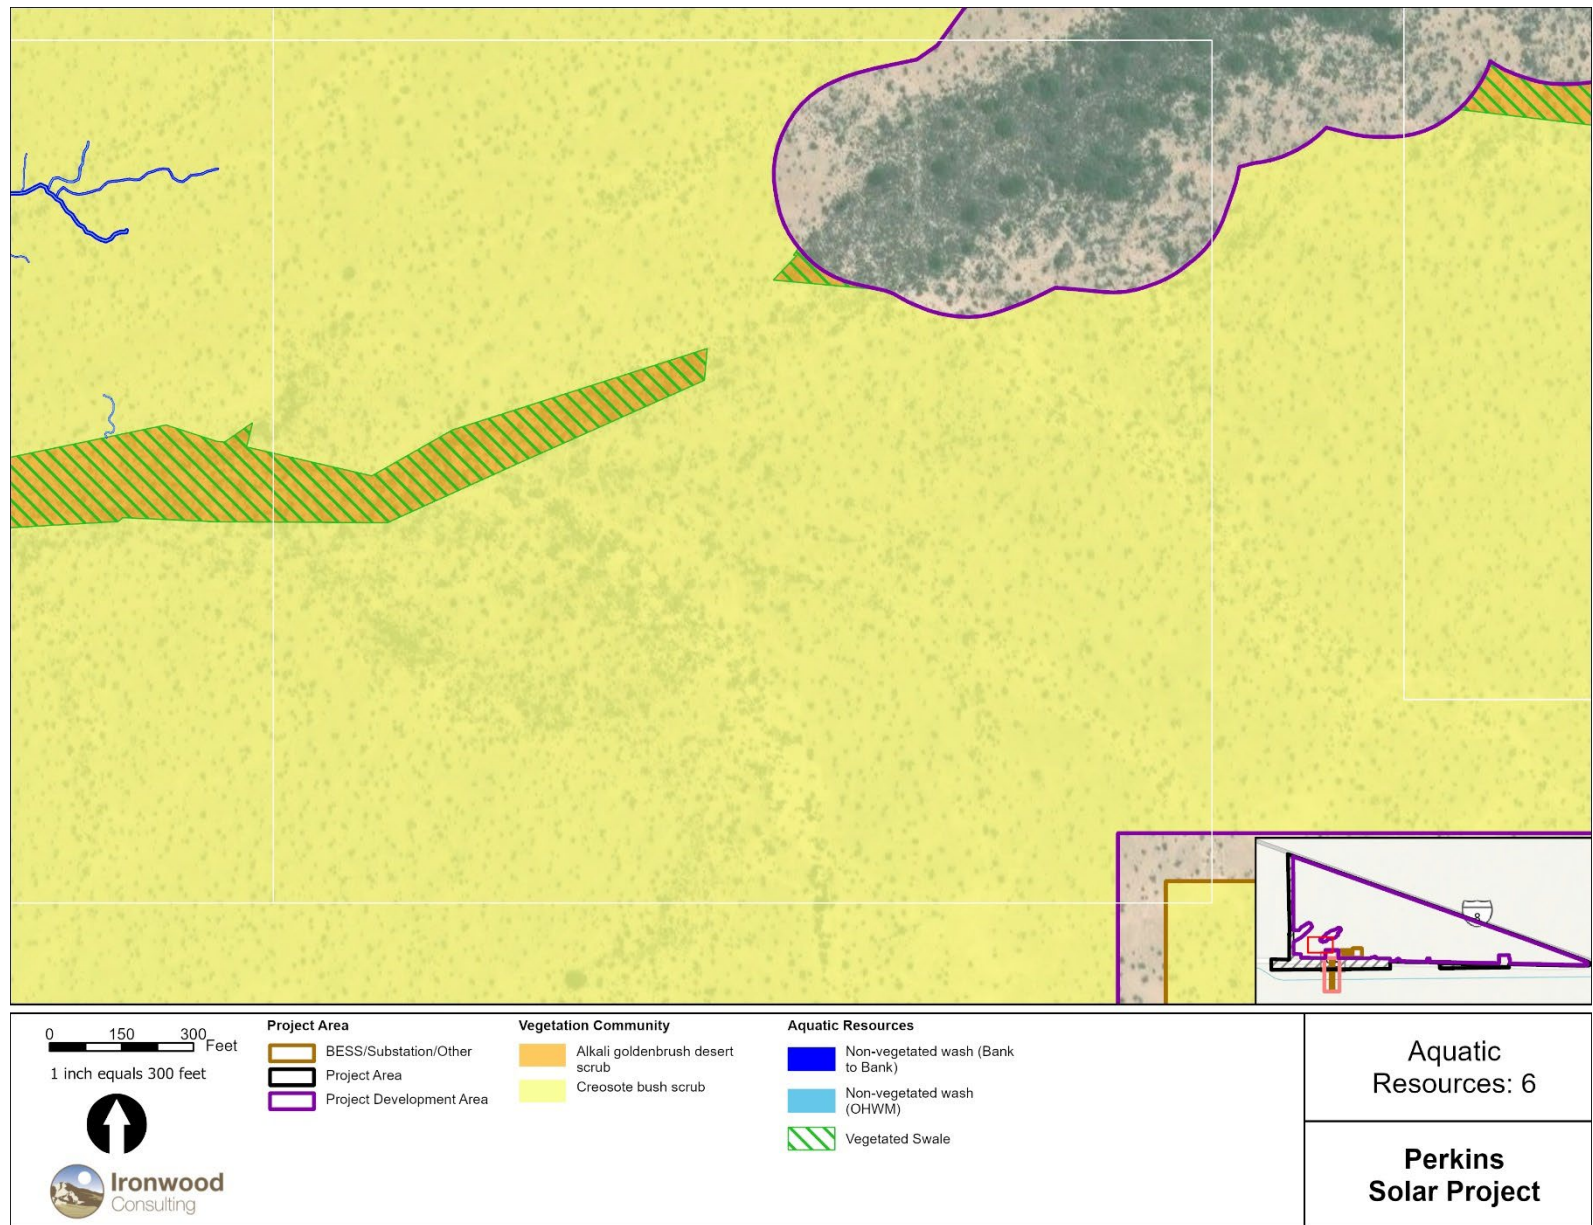 8
0 150 300 Feet
1 inch equals 300 feet
Ironwood
Consulting
Project Area
BESS/Substation/Other
Project Area
Project Development Area
Vegetation Community
Alkali goldenbrush desert
scrub
Creosote bush scrub
Aquatic Resources
Non-vegetated wash (Bank
to Bank)
Non-vegetated wash
(OHWM)
Vegetated Swale
Aquatic
Resources: 6
Perkins
Solar Project